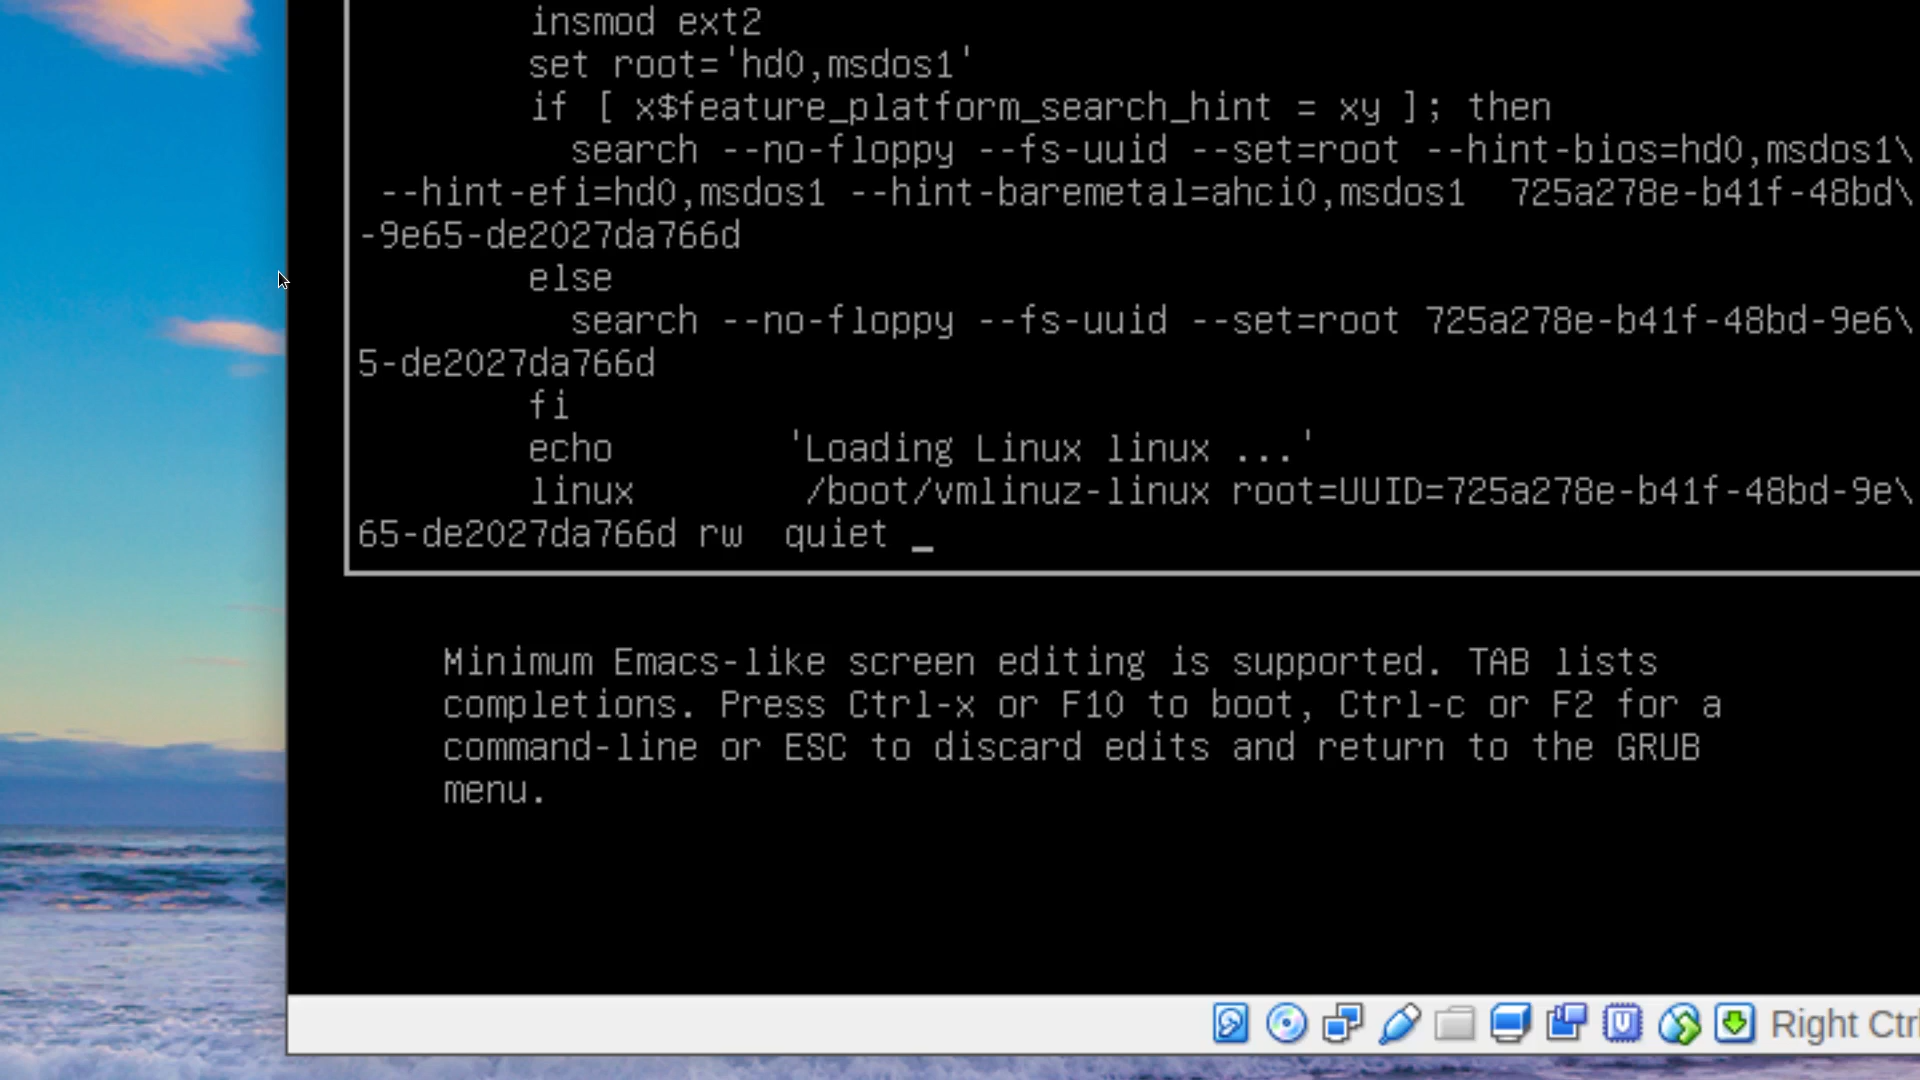 insmod ext2
set root='hd0,msdos1'
if [ x$feature_platform_search_hint = xy ]; then
search --no-floppy --fs-uuid --set=root --hint-bios=hd0,msdos1\
--hint-efi=hd0,msdos1 --hint-baremetal=ahci0,msdos1  725a278e-b41f-48bd\
-9e65-de2027da766d
else
search --no-floppy --fs-uuid --set=root 725a278e-b41f-48bd-9e6\
5-de2027da766d
fi
echo 'Loading Linux linux ...'
linux /boot/vmlinuz-linux root=UUID=725a278e-b41f-48bd-9e\
65-de2027da766d rw  quiet _
Minimum Emacs-like screen editing is supported. TAB lists
completions. Press Ctrl-x or F10 to boot, Ctrl-c or F2 for a
command-line or ESC to discard edits and return to the GRUB
menu.
Right Ctrl